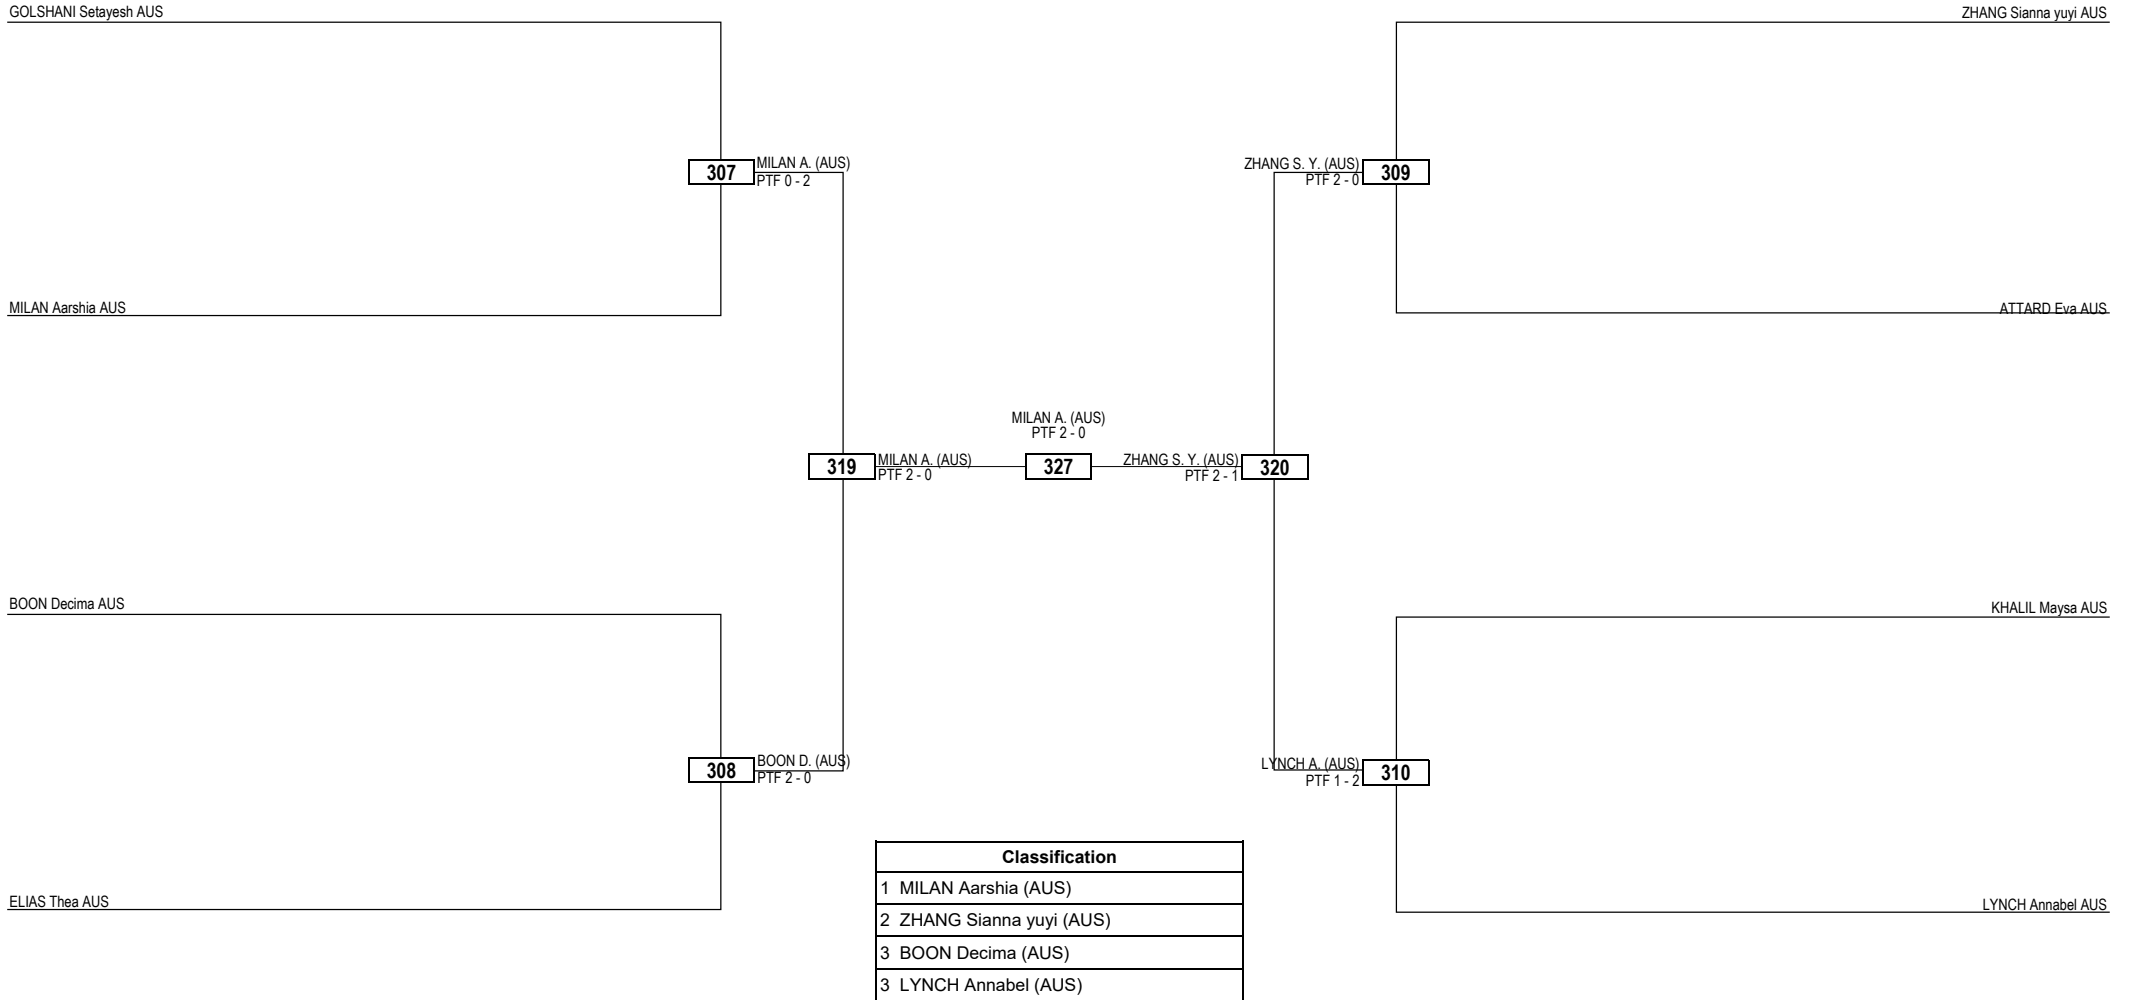 GOLSHANI Setayesh AUS
ZHANG Sianna yuyi AUS
307
MILAN A. (AUS)
PTF 0 - 2
ZHANG S. Y. (AUS)
PTF 2 - 0
309
MILAN Aarshia AUS
ATTARD Eva AUS
MILAN A. (AUS)
PTF 2 - 0
319
MILAN A. (AUS)
PTF 2 - 0
327
ZHANG S. Y. (AUS)
PTF 2 - 1
320
BOON Decima AUS
KHALIL Maysa AUS
308
BOON D. (AUS)
PTF 2 - 0
LYNCH A. (AUS)
PTF 1 - 2
310
ELIAS Thea AUS
LYNCH Annabel AUS
Classification
1 MILAN Aarshia (AUS)
2 ZHANG Sianna yuyi (AUS)
3 BOON Decima (AUS)
3 LYNCH Annabel (AUS)